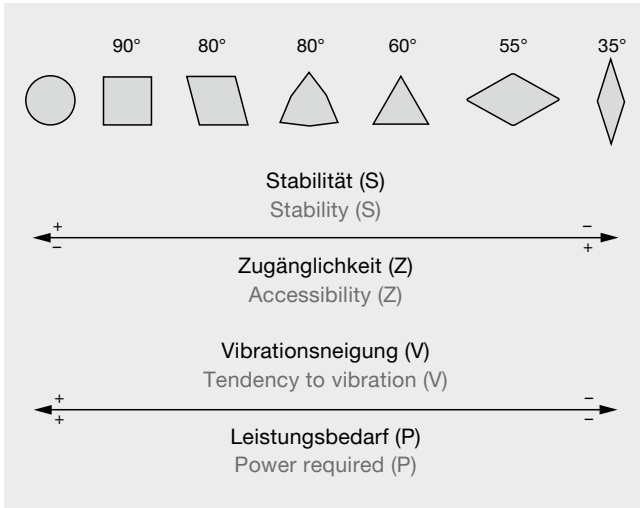 90° 80° 80° 60° 55° 35°
Stabilität (S)
Stability (S)
+ −
− +
Zugänglichkeit (Z)
Accessibility (Z)
Vibrationsneigung (V)
Tendency to vibration (V)
+ −
+ −
Leistungsbedarf (P)
Power required (P)